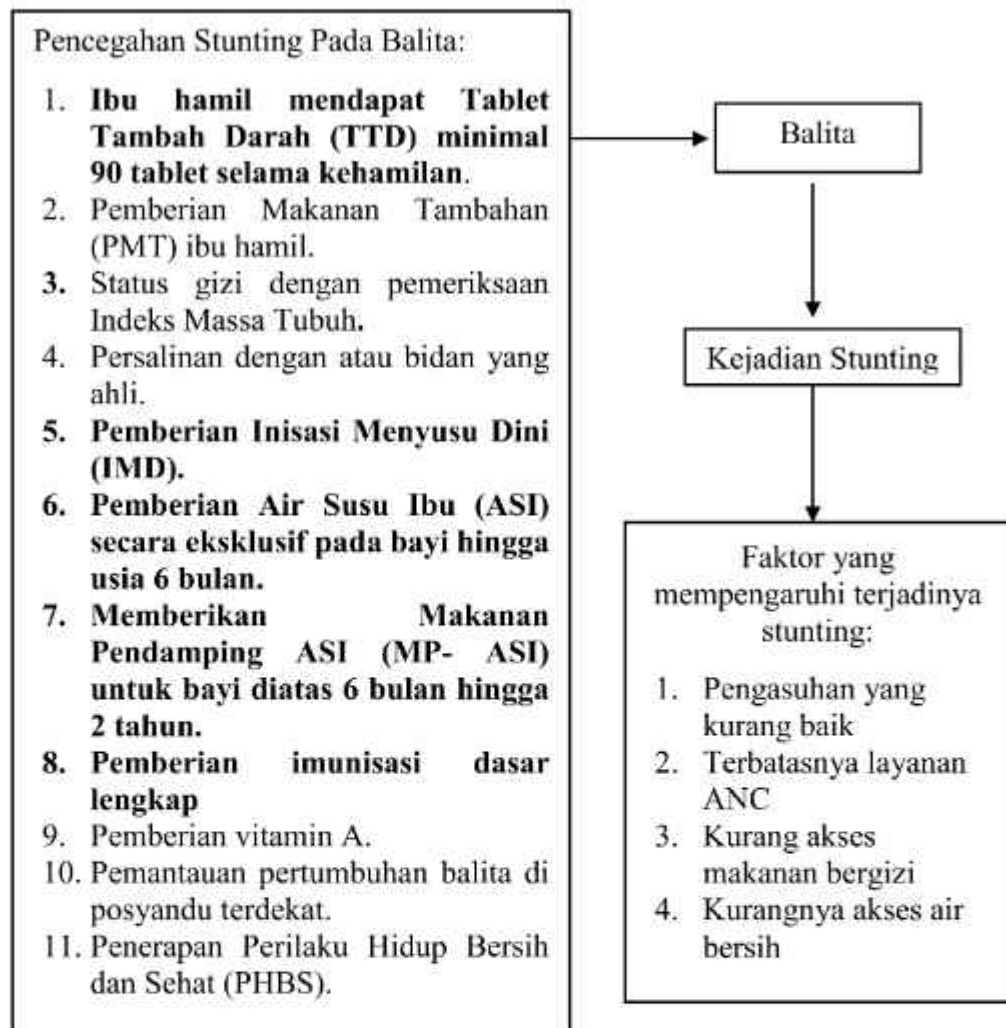 Pencegahan Stunting Pada Balita:
1. Ibu hamil mendapat Tablet
Tambah Darah (TTD) minimal
90 tablet selama kehamilan.
2. Pemberian Makanan Tambahan
(PMT) ibu hamil.
3. Status gizi dengan pemeriksaan
Indeks Massa Tubuh.
4. Persalinan dengan atau bidan yang
ahli.
5. Pemberian Inisasi Menyusu Dini
(IMD).
6. Pemberian Air Susu Ibu (ASI)
secara eksklusif pada bayi hingga
usia 6 bulan.
7. Memberikan Makanan
Pendamping ASI (MP- ASI)
untuk bayi diatas 6 bulan hingga
2 tahun.
8. Pemberian imunisasi dasar
lengkap
9. Pemberian vitamin A.
10. Pemantauan pertumbuhan balita di
posyandu terdekat.
11. Penerapan Perilaku Hidup Bersih
dan Sehat (PHBS).
Balita
Kejadian Stunting
Faktor yang
mempengaruhi terjadinya
stunting:
1. Pengasuhan yang
kurang baik
2. Terbatasnya layanan
ANC
3. Kurang akses
makanan bergizi
4. Kurangnya akses air
bersih